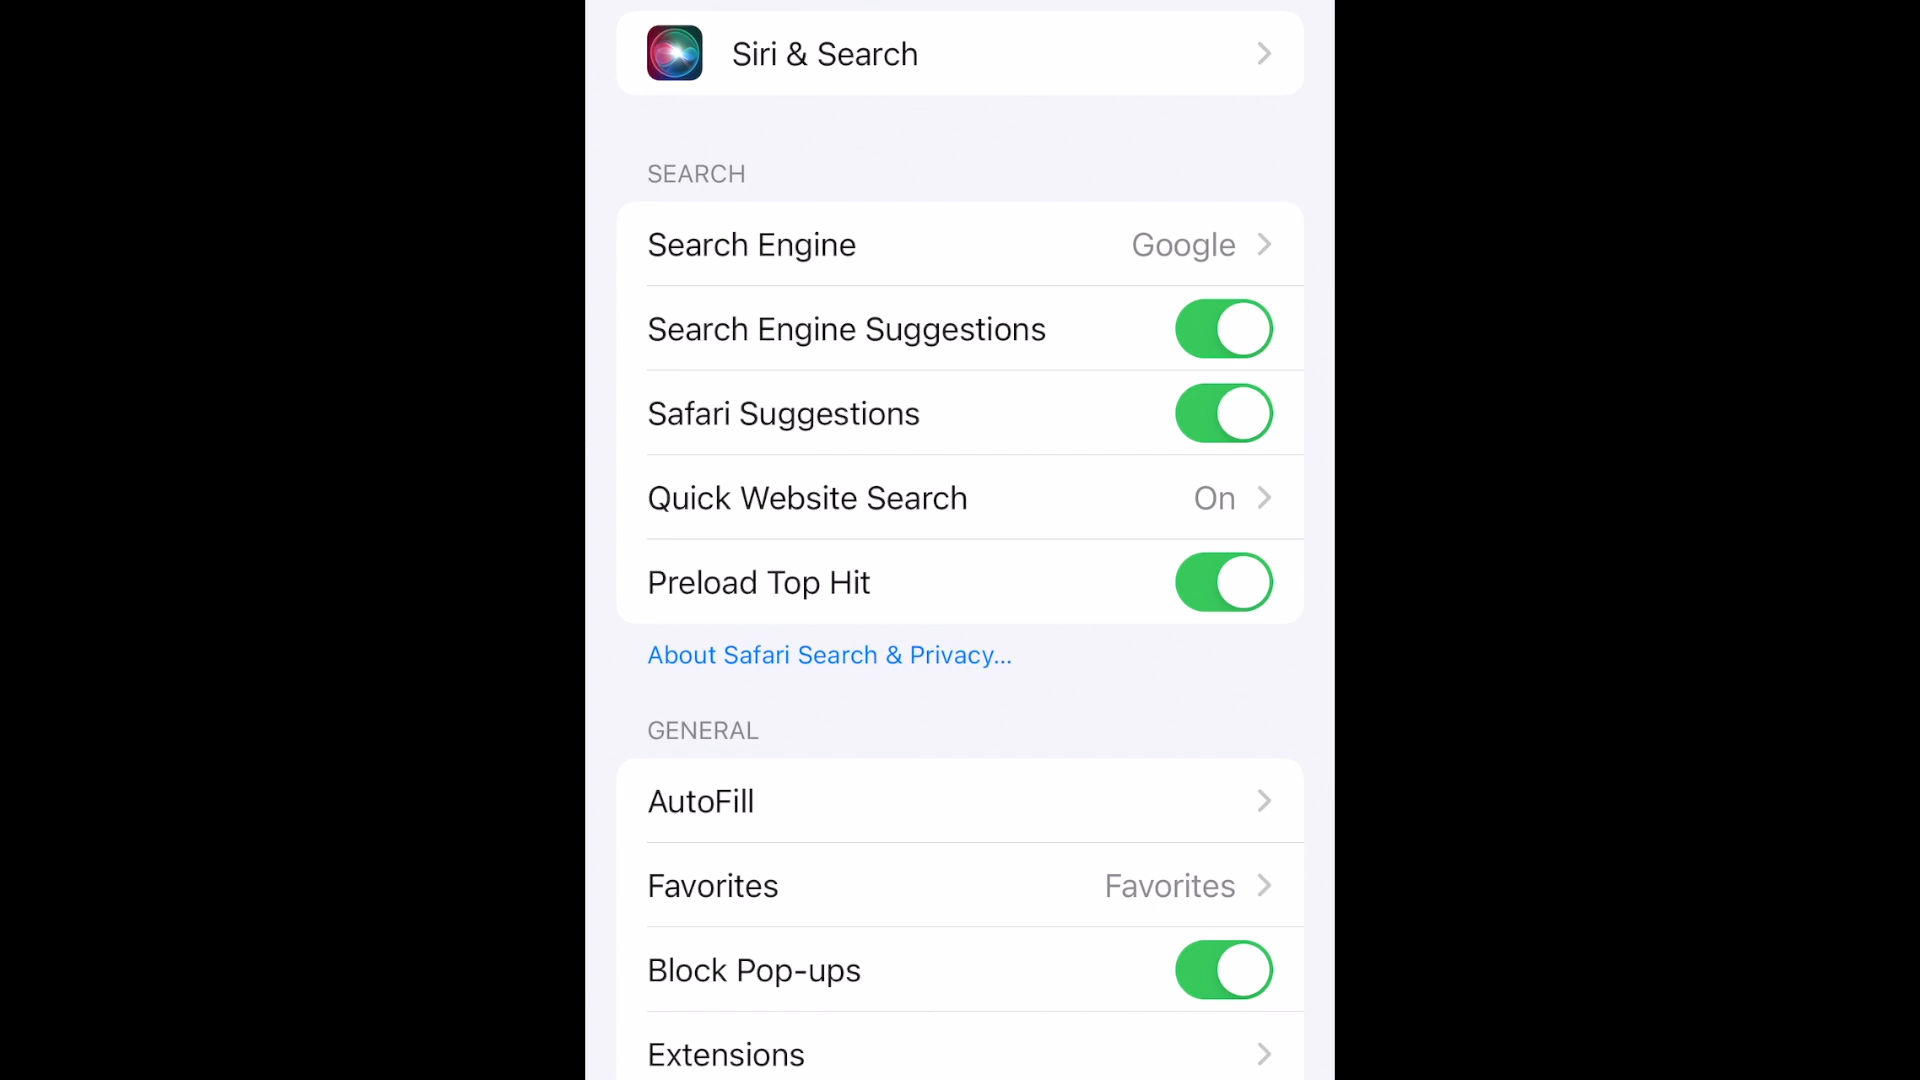 Siri & Search
SEARCH
Search Engine Google
Search Engine Suggestions
Safari Suggestions
Quick Website Search On
Preload Top Hit
About Safari Search & Privacy...
GENERAL
AutoFill
Favorites Favorites
Block Pop-ups
Extensions